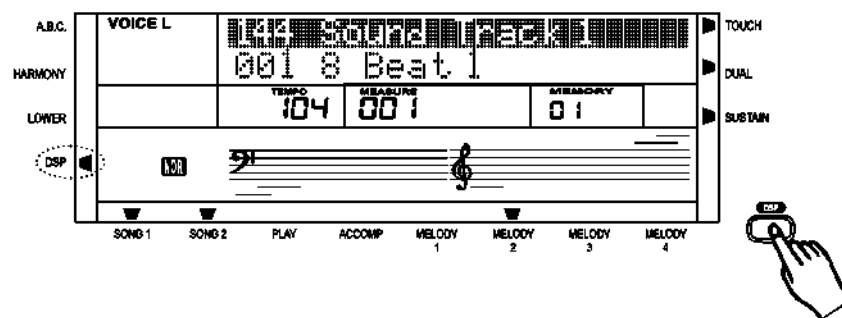 A.B.C.
VOICE L
TOUCH
001 8 Beat 1
HARMONY
DUAL
TEMPO
104
MEASURE
001
MEMORY
01
LOWER
SUSTAIN
DSP
NOR
SONG 1
SONG 2
PLAY
ACCOMP
MELODY 1
MELODY 2
MELODY 3
MELODY 4
DSP